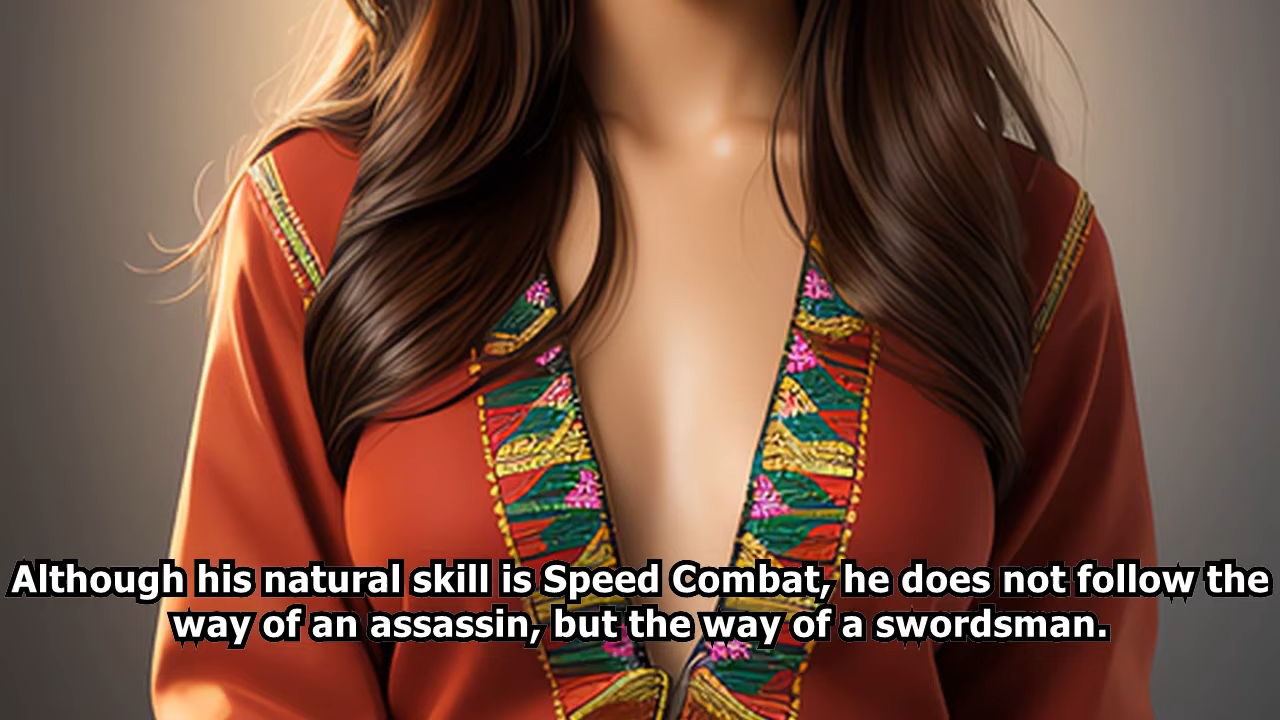 Although his natural skill is Speed Combat, he does not follow the
way of an assassin, but the way of a swordsman.